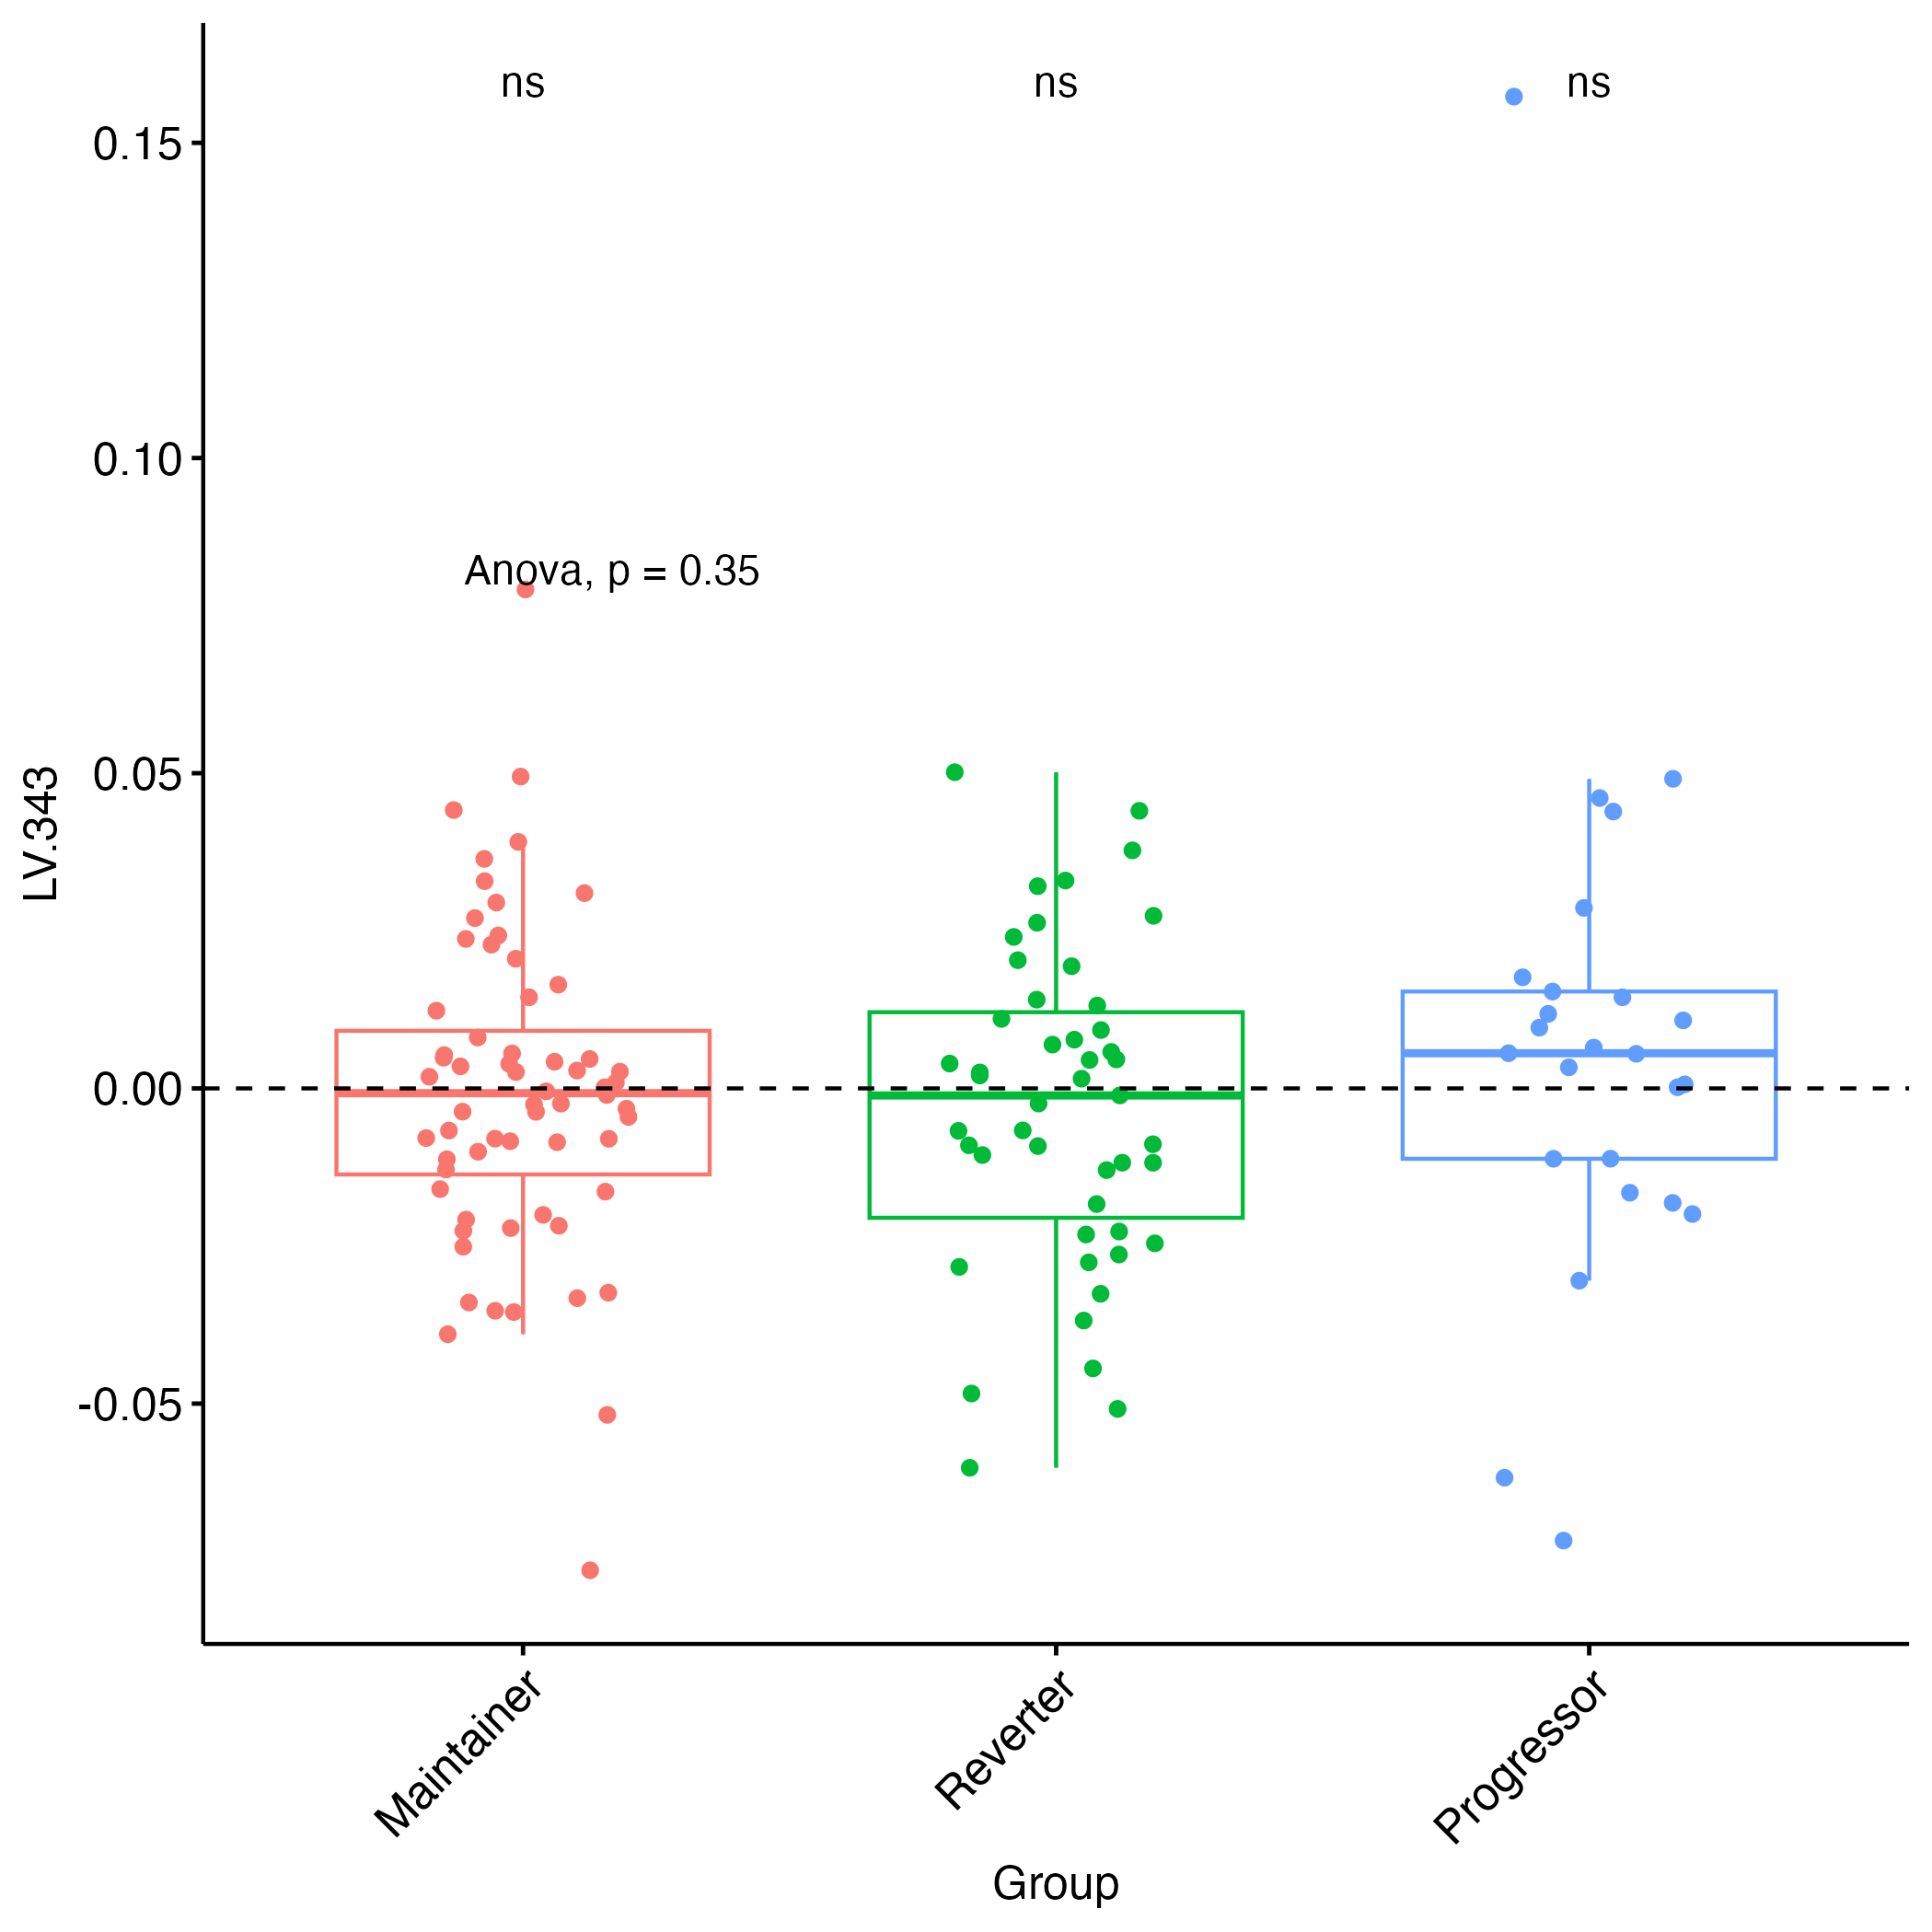 ns ns ns
0.15
0.10
Anova, p = 0.35
0.05
LV.343
0.00
-0.05
Maintainer Reverter Progressor
Group